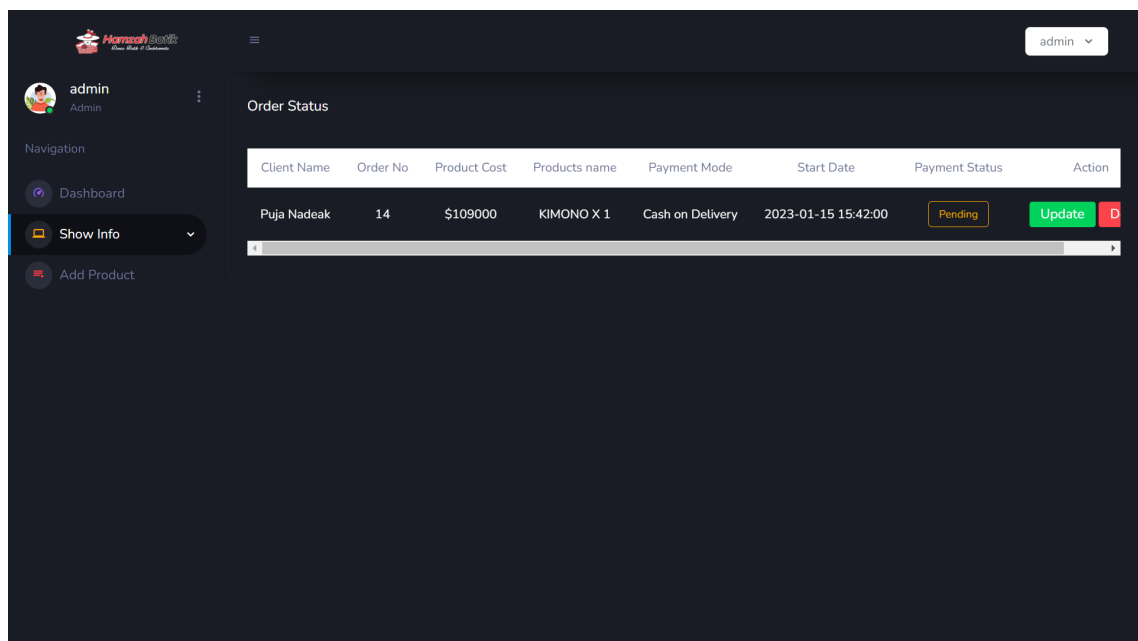 Hamzah Batik
admin
admin
Admin
Order Status
Navigation
Client Name Order No Product Cost Products name Payment Mode Start Date Payment Status Action
Dashboard
Puja Nadeak 14 $109000 KIMONO X 1 Cash on Delivery 2023-01-15 15:42:00 Pending Update D
Show Info
Add Product